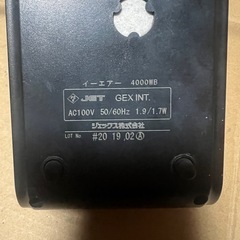 イーエアー 4000WB
JET GEX INT.
AC100V 50/60Hz 1.9/1.7W
ジェックス株式会社
LOT No #20 19.02 Ⓐ